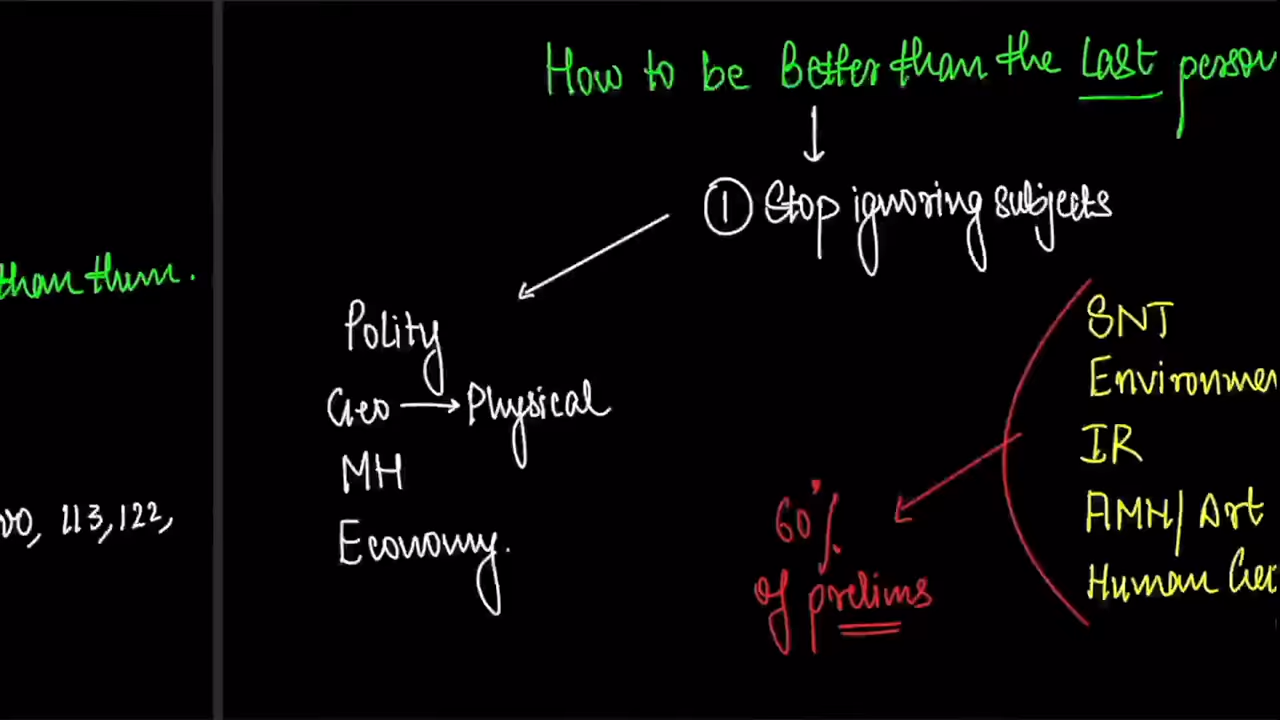 How to be Better than the Last person
① Stop ignoring subjects
than them.
Polity
Geo → Physical
MH
Economy.
113, 122,
SNT
Environmen
IR
AMH/ Art
Human Geo
60%
of prelims